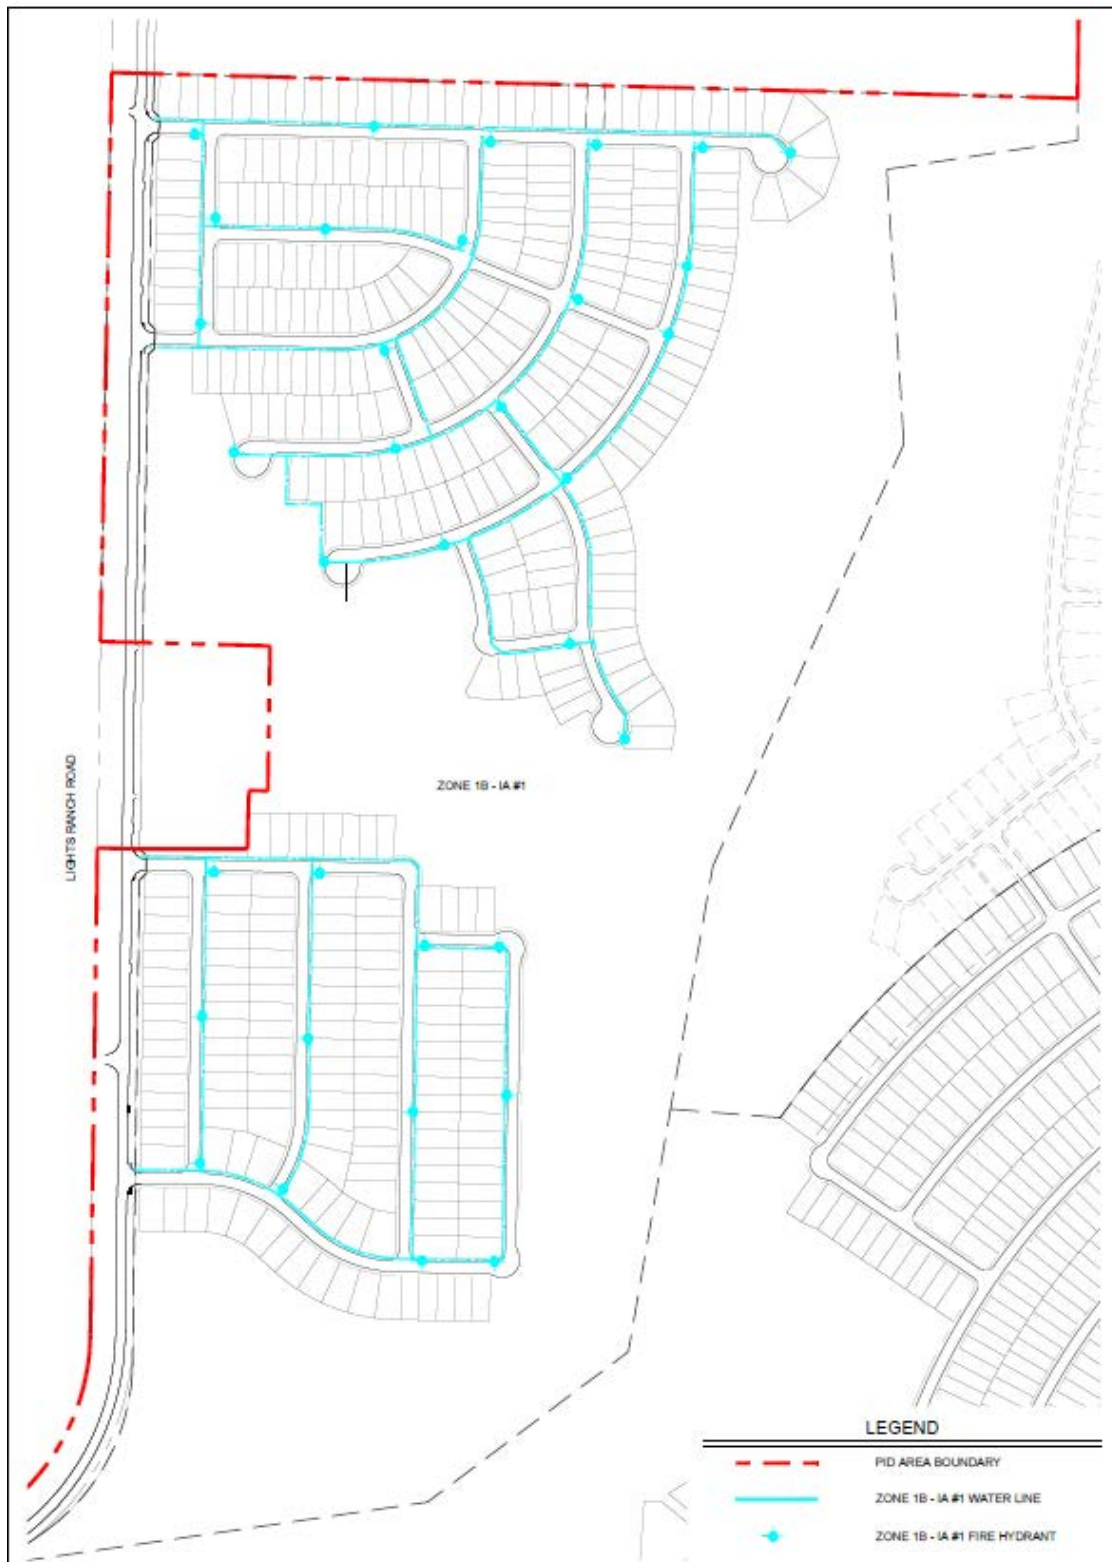 ZONE 1B - IA #1
LIGHTS RANCH ROAD
LEGEND
PID AREA BOUNDARY
ZONE 1B - IA #1 WATER LINE
ZONE 1B - IA #1 FIRE HYDRANT